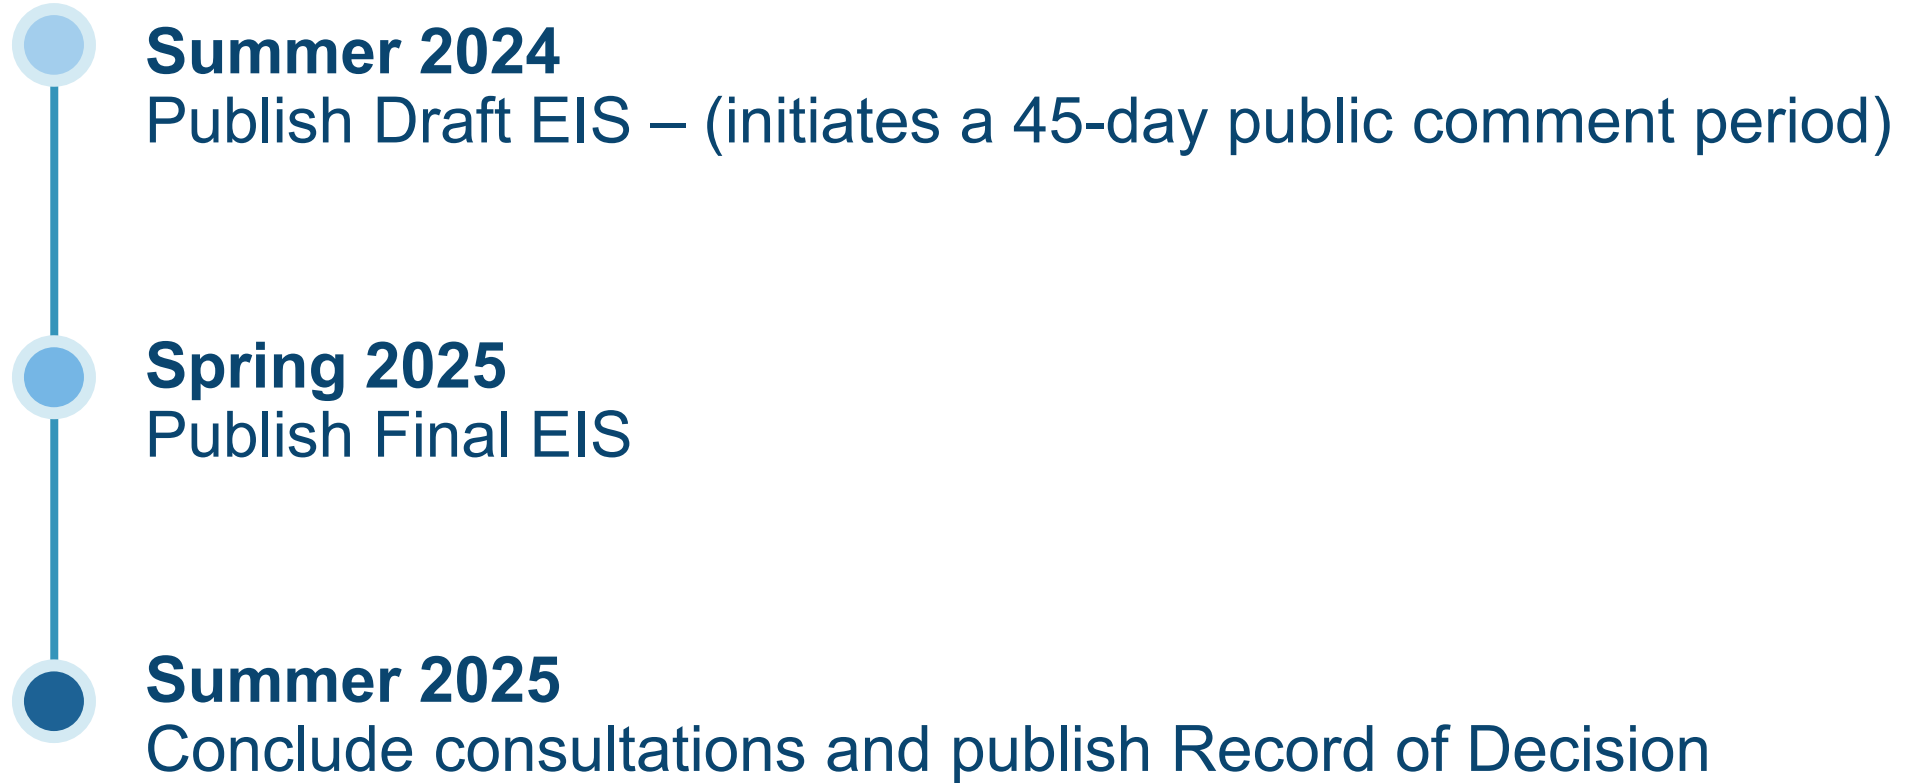 Summer 2024
Publish Draft EIS – (initiates a 45-day public comment period)
Spring 2025
Publish Final EIS
Summer 2025
Conclude consultations and publish Record of Decision